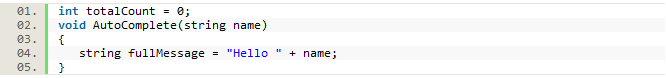 01. int totalCount = 0;
02. void AutoComplete(string name)
03. {
04.    string fullMessage = "Hello " + name;
05. }